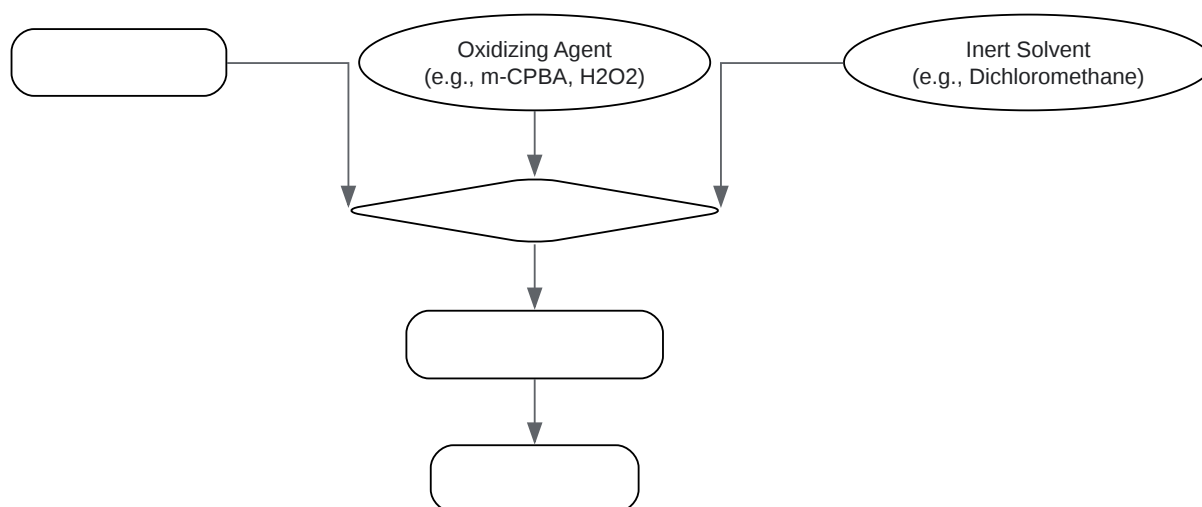 Oxidizing Agent
(e.g., m-CPBA, H2O2)
Inert Solvent
(e.g., Dichloromethane)